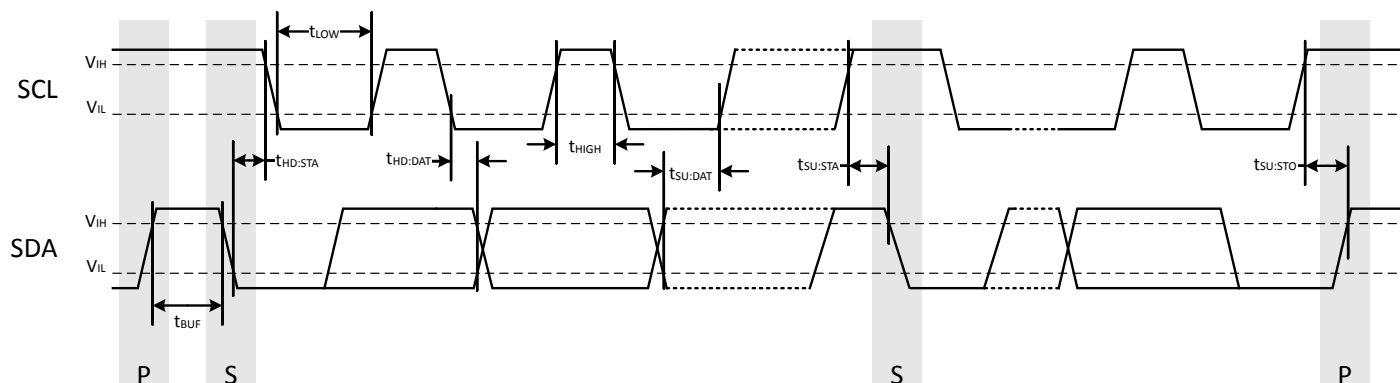 tLOW
VIH
SCL
VIL
tHD:STA
tHD:DAT
tHIGH
tSU:DAT
tSU:STA
tSU:STO
VIH
SDA
VIL
tBUF
P
S
S
P